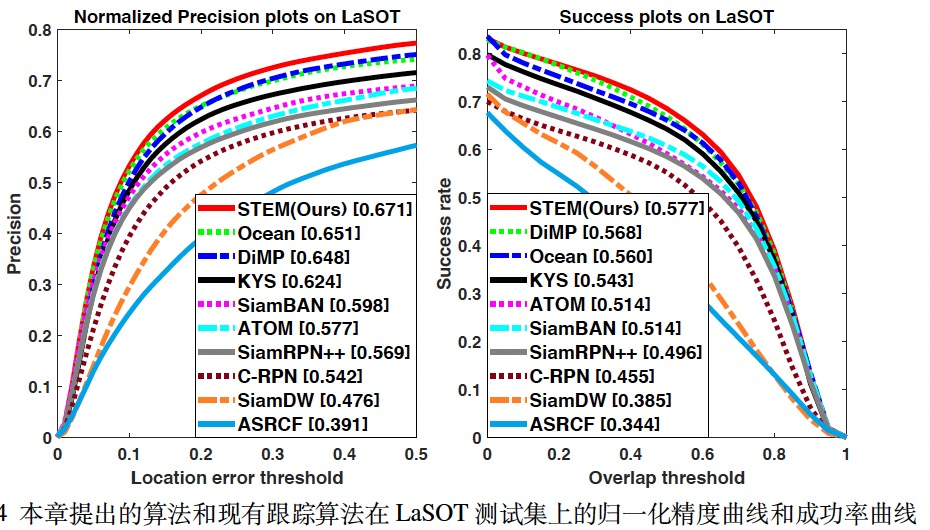 Normalized Precision plots on LaSOT
0.8
0.7
0.6
0.5
0.4
0.3
0.2
0.1
0
Precision
STEM(Ours) [0.671]
Ocean [0.651]
DiMP [0.648]
KYS [0.624]
SiamBAN [0.598]
ATOM [0.577]
SiamRPN++ [0.569]
C-RPN [0.542]
SiamDW [0.476]
ASRCF [0.391]
0 0.1 0.2 0.3 0.4 0.5
Location error threshold
Success plots on LaSOT
0.8
0.7
0.6
0.5
0.4
0.3
0.2
0.1
0
Success rate
STEM(Ours) [0.577]
DiMP [0.568]
Ocean [0.560]
KYS [0.543]
ATOM [0.514]
SiamBAN [0.514]
SiamRPN++ [0.496]
C-RPN [0.455]
SiamDW [0.385]
ASRCF [0.344]
0 0.2 0.4 0.6 0.8 1
Overlap threshold
4 本章提出的算法和现有跟踪算法在 LaSOT 测试集上的归一化精度曲线和成功率曲线